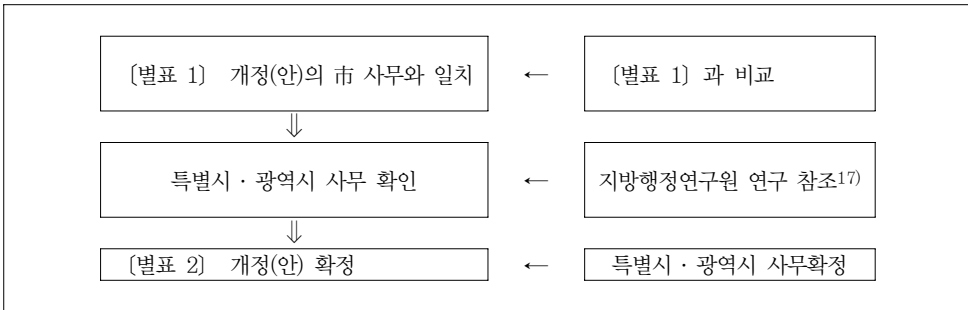 〔별표 1〕 개정(안)의 市 사무와 일치 ← 〔별표 1〕과 비교
⇓
특별시·광역시 사무 확인 ← 지방행정연구원 연구 참조17)
⇓
〔별표 2〕 개정(안) 확정 ← 특별시·광역시 사무확정